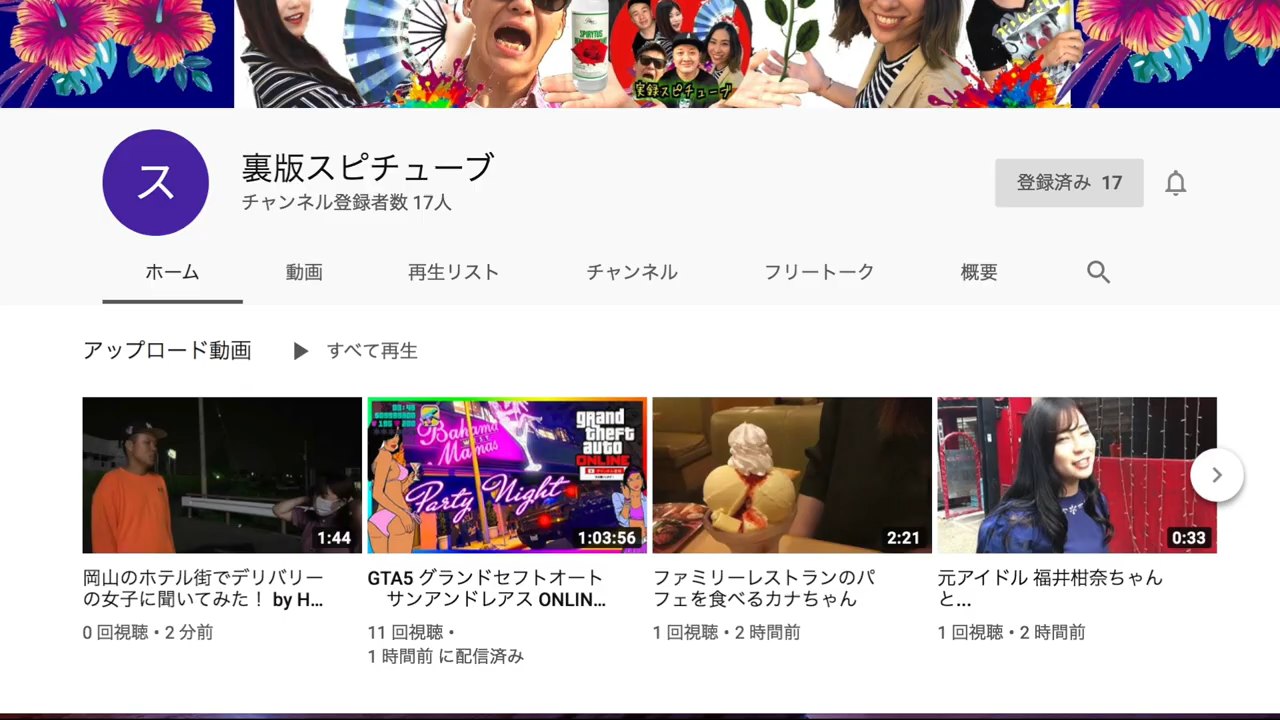 SPIRYTUS
実録スピチューブ
ス
裏版スピチューブ
チャンネル登録者数 17人
登録済み 17
ホーム
動画
再生リスト
チャンネル
フリートーク
概要
アップロード動画
すべて再生
1:44
Bahama
Mamas
Party Night
grand
theft
auto
ONLINE
1:03:56
2:21
0:33
岡山のホテル街でデリバリー
の女子に聞いてみた！ by H...
0 回視聴・2 分前
GTA5 グランドセフトオート
サンアンドレアス ONLIN...
11 回視聴・
1 時間前 に配信済み
ファミリーレストランのパ
フェを食べるカナちゃん
1 回視聴・2 時間前
元アイドル 福井柑奈ちゃん
と...
1 回視聴・2 時間前